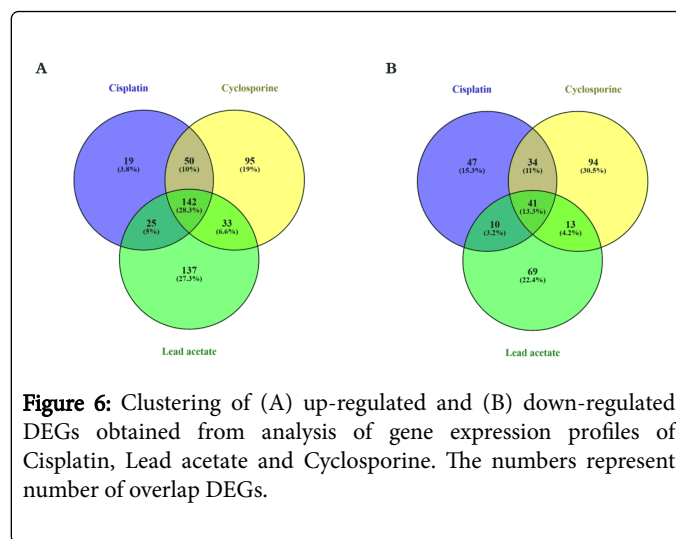 A
B
Cisplatin
Cyclosporine
19
(3.8%)
50
(10%)
95
(19%)
142
(28.3%)
25
(5%)
33
(6.6%)
137
(27.3%)
Lead acetate
Cisplatin
Cyclosporine
47
(15.3%)
34
(11%)
94
(30.5%)
41
(13.3%)
10
(3.2%)
13
(4.2%)
69
(22.4%)
Lead acetate
Figure 6: Clustering of (A) up-regulated and (B) down-regulated
DEGs obtained from analysis of gene expression profiles of
Cisplatin, Lead acetate and Cyclosporine. The numbers represent
number of overlap DEGs.